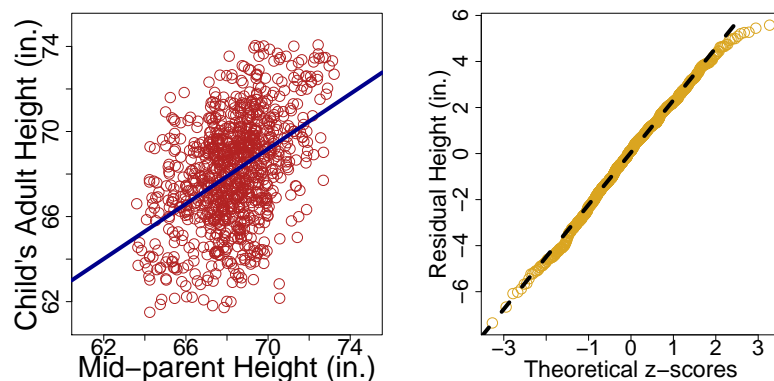 Child's Adult Height (in.)
74
70
66
62
62 66 70 74
Mid−parent Height (in.)
Residual Height (in.)
6
4
2
0
−2
−4
−6
−3 −1 0 1 2 3
Theoretical z−scores